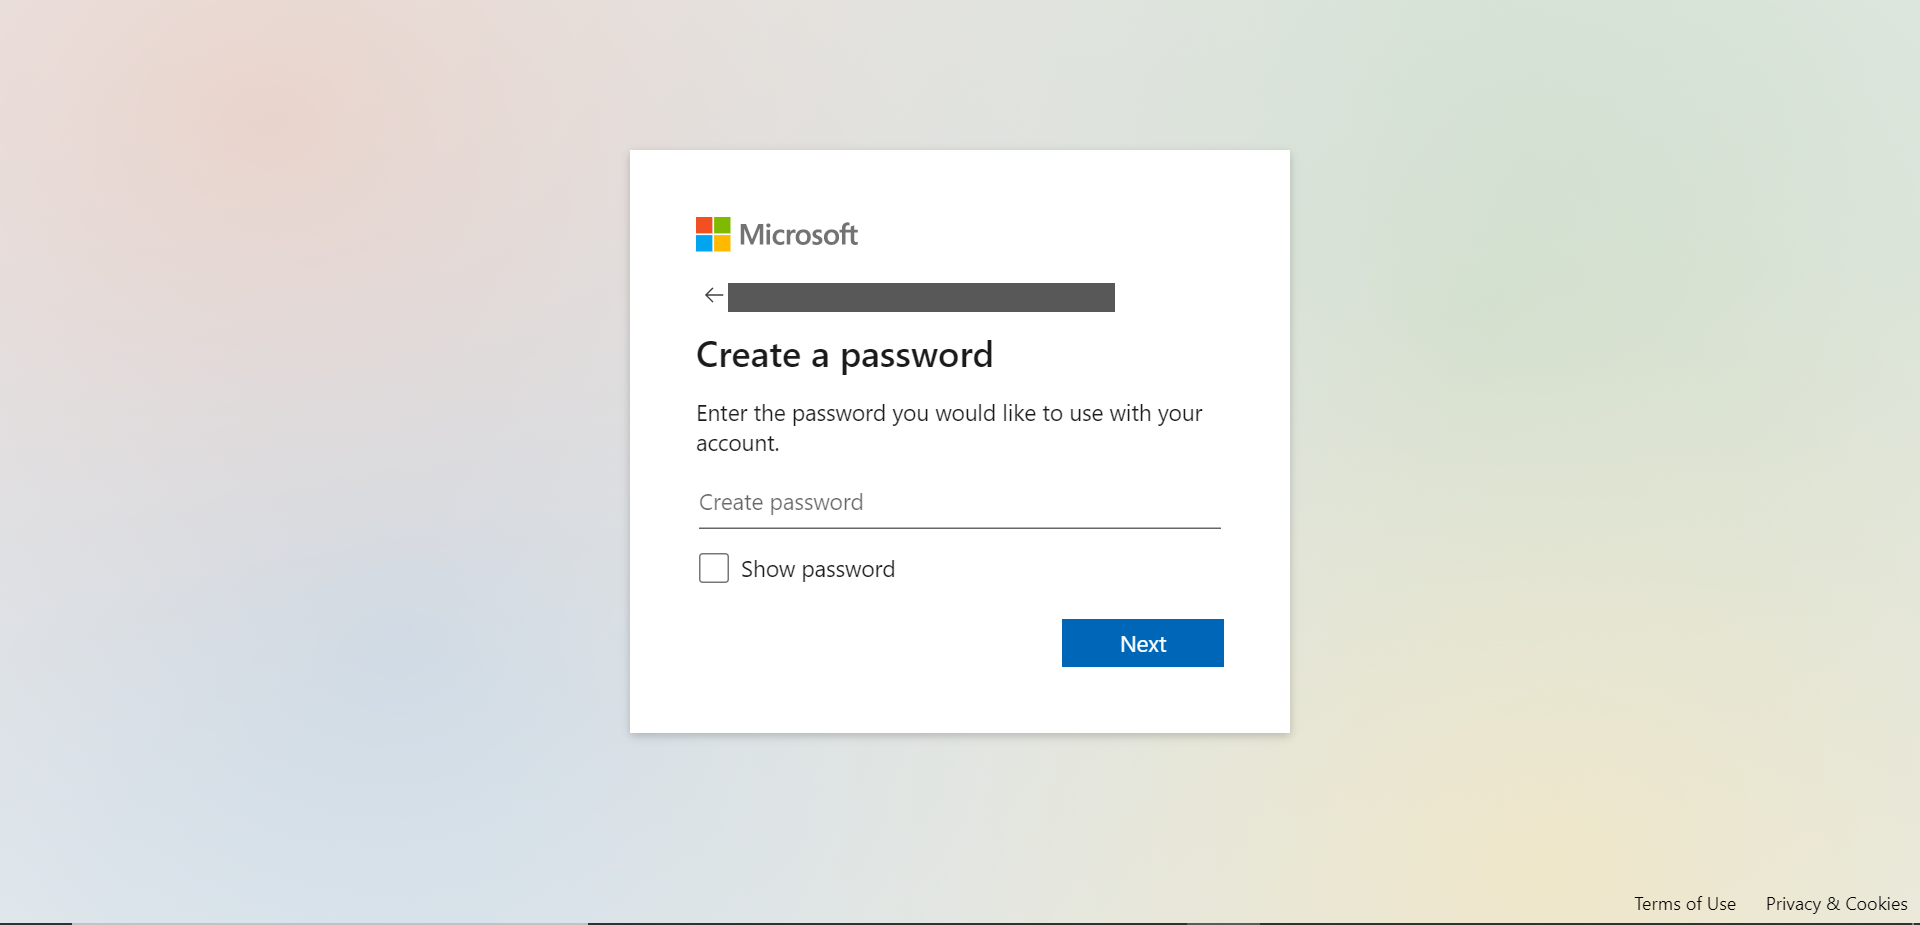 Microsoft
Create a password
Enter the password you would like to use with your
account.
Create password
Show password
Next
Terms of Use Privacy & Cookies